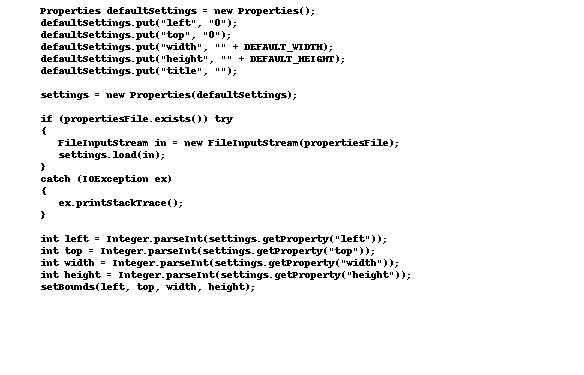 Properties defaultSettings = new Properties();
defaultSettings.put("left", "0");
defaultSettings.put("top", "0");
defaultSettings.put("width", "" + DEFAULT_WIDTH);
defaultSettings.put("height", "" + DEFAULT_HEIGHT);
defaultSettings.put("title", "");

settings = new Properties(defaultSettings);

if (propertiesFile.exists()) try
{
   FileInputStream in = new FileInputStream(propertiesFile);
   settings.load(in);
}
catch (IOException ex)
{
   ex.printStackTrace();
}

int left = Integer.parseInt(settings.getProperty("left"));
int top = Integer.parseInt(settings.getProperty("top"));
int width = Integer.parseInt(settings.getProperty("width"));
int height = Integer.parseInt(settings.getProperty("height"));
setBounds(left, top, width, height);